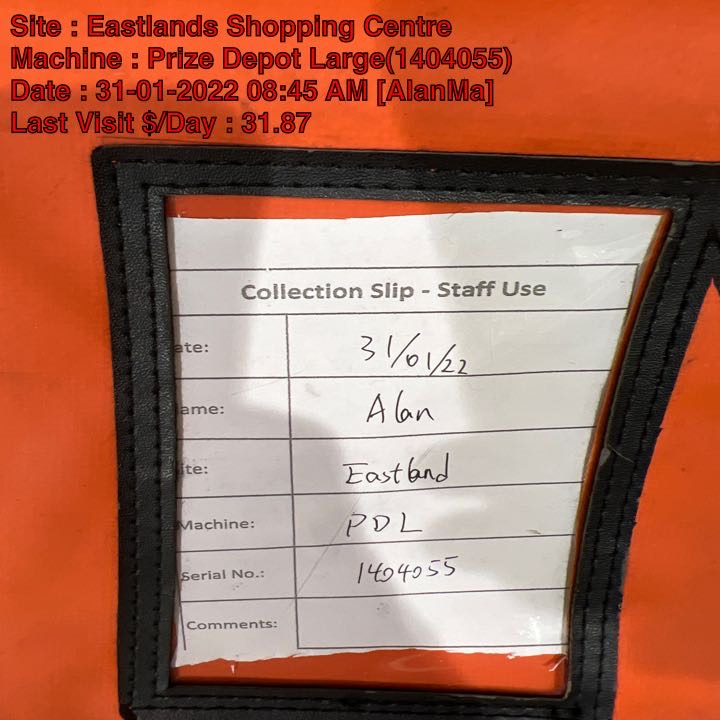 Site : Eastlands Shopping Centre
Machine : Prize Depot Large(1404055)
Date : 31-01-2022 08:45 AM [AlanMa]
Last Visit $/Day : 31.87
Collection Slip - Staff Use
ate: 31/01/22
ame: Alan
ite: Eastland
Machine: PDL
Serial No.: 1404055
Comments: